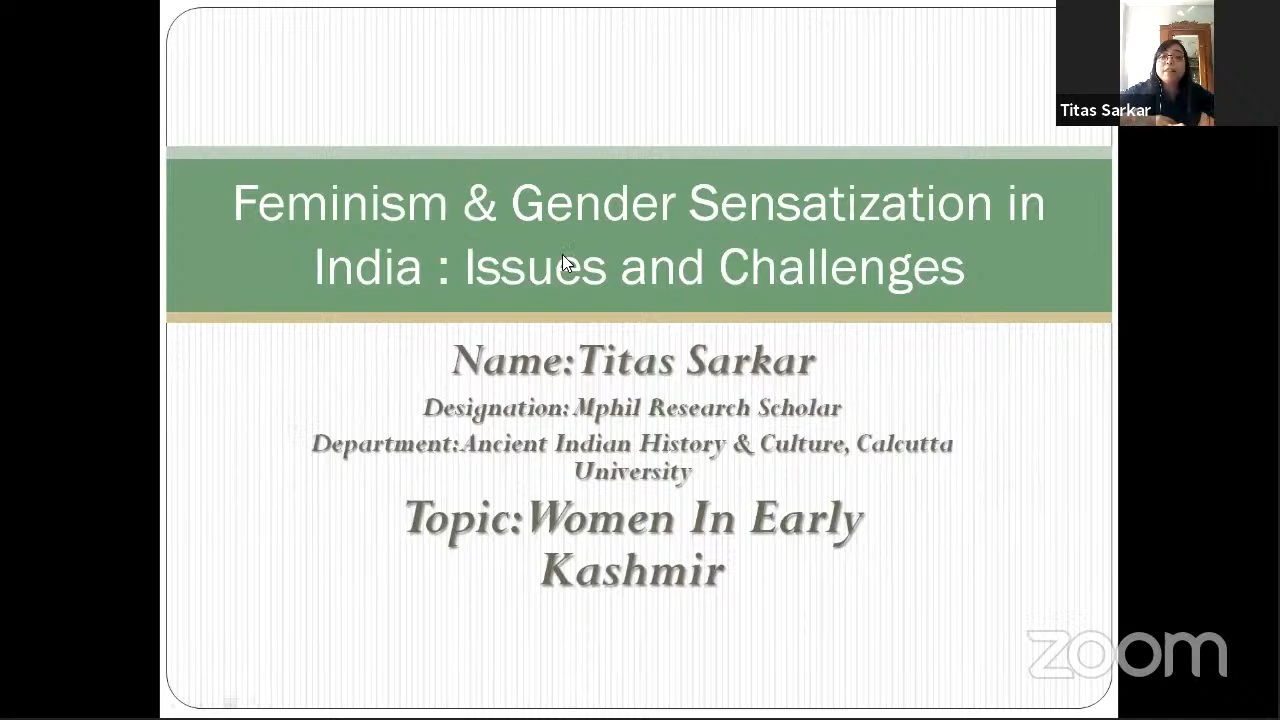 Titas Sarkar
Feminism & Gender Sensatization in
India : Issues and Challenges
Name:Titas Sarkar
Designation:Mphil Research Scholar
Department:Ancient Indian History & Culture, Calcutta
University
Topic:Women In Early
Kashmir
zoom